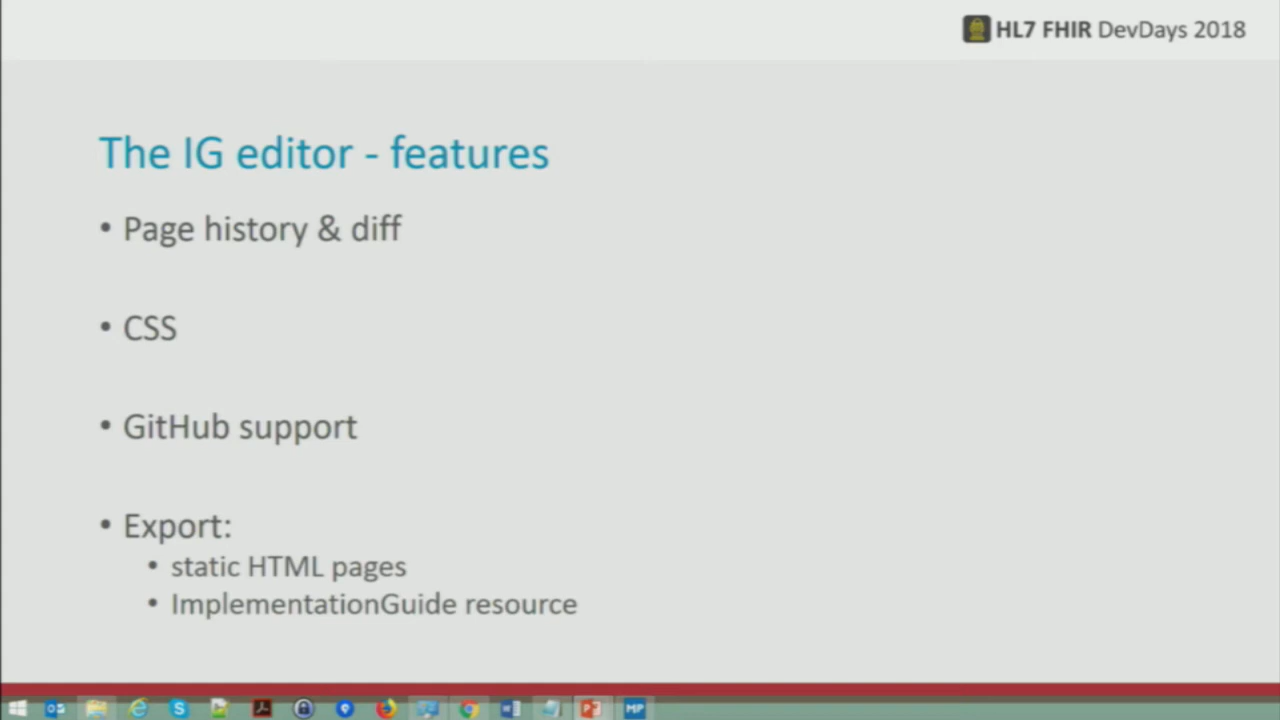 HL7 FHIR DevDays 2018
The IG editor - features
• Page history & diff
• CSS
• GitHub support
• Export:
• static HTML pages
• ImplementationGuide resource
MP